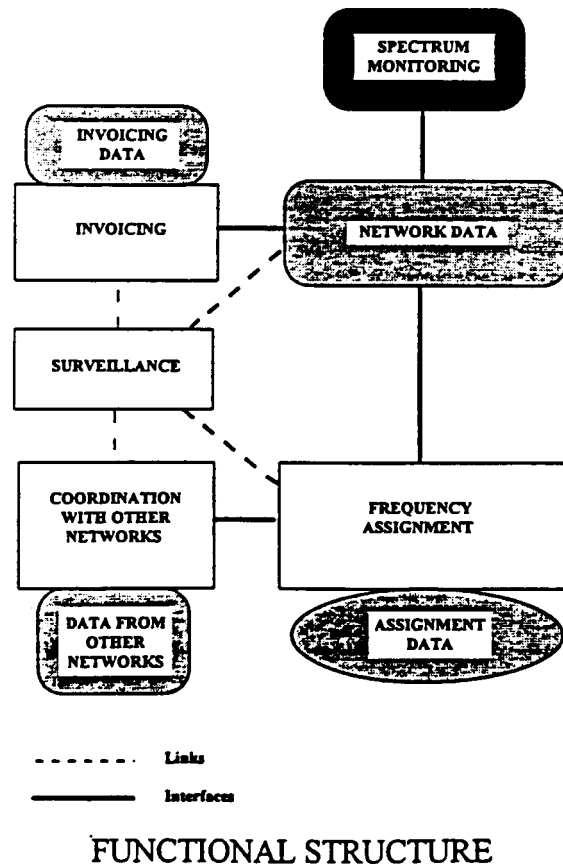 SPECTRUM
MONITORING
INVOICING
DATA
INVOICING
NETWORK DATA
SURVEILLANCE
COORDINATION
WITH OTHER
NETWORKS
FREQUENCY
ASSIGNMENT
DATA FROM
OTHER
NETWORKS
ASSIGNMENT
DATA
Links
Interfaces
FUNCTIONAL STRUCTURE